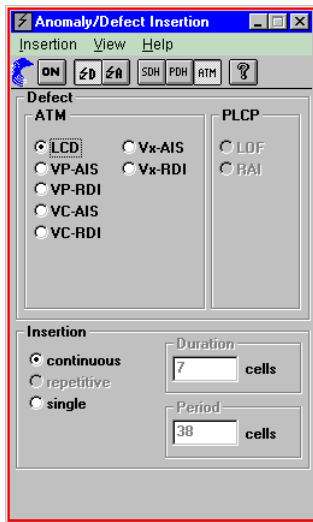 Anomaly/Defect Insertion
Insertion View Help
ON D A SDH PDH ATM ?
Defect
ATM
PLCP
LCD Vx-AIS LOF
VP-AIS Vx-RDI RAI
VP-RDI
VC-AIS
VC-RDI
Insertion
Duration
continuous
7 cells
repetitive
single
Period
38 cells